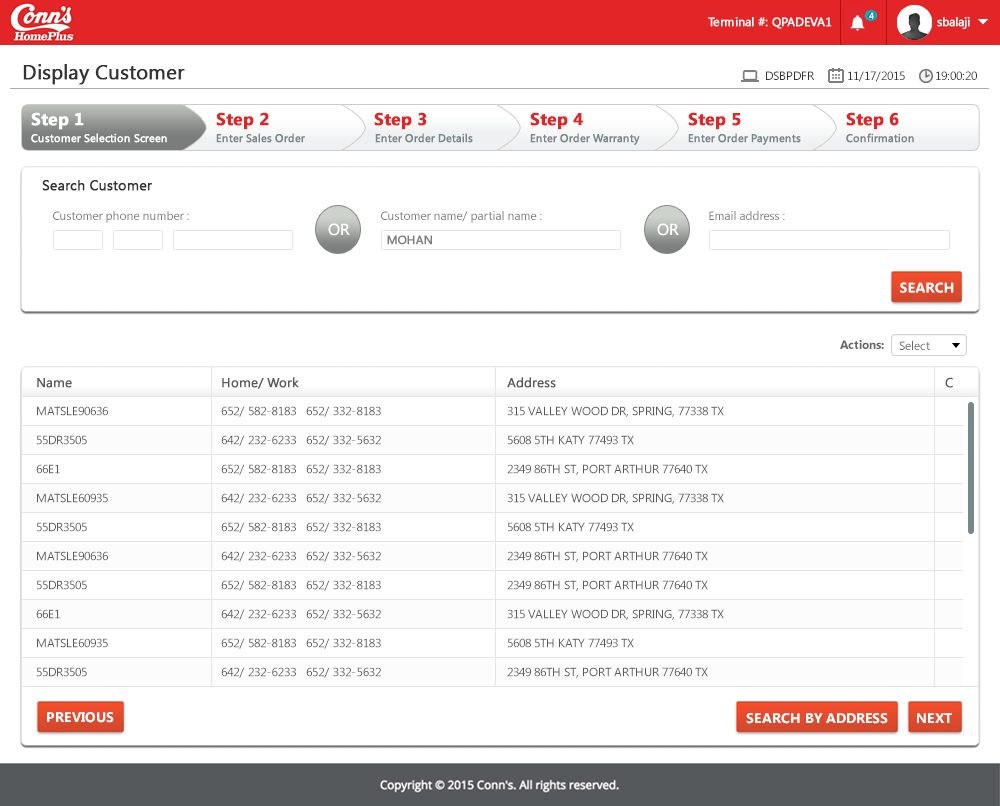 Conn's
HomePlus
Terminal #: QPADEVA1
4
sbalaji
Display Customer
DSBPDFR 11/17/2015 19:00:20
Step 1
Customer Selection Screen
Step 2
Enter Sales Order
Step 3
Enter Order Details
Step 4
Enter Order Warranty
Step 5
Enter Order Payments
Step 6
Confirmation
Search Customer
Customer phone number :
OR
Customer name/ partial name :
MOHAN
OR
Email address :
SEARCH
Actions: Select
Name Home/ Work Address C
MATSLE90636 652/ 582-8183 652/ 332-8183 315 VALLEY WOOD DR, SPRING, 77338 TX
55DR3505 642/ 232-6233 652/ 332-5632 5608 5TH KATY 77493 TX
66E1 652/ 582-8183 652/ 332-8183 2349 86TH ST, PORT ARTHUR 77640 TX
MATSLE60935 642/ 232-6233 652/ 332-5632 315 VALLEY WOOD DR, SPRING, 77338 TX
55DR3505 652/ 582-8183 652/ 332-8183 5608 5TH KATY 77493 TX
MATSLE90636 642/ 232-6233 652/ 332-5632 2349 86TH ST, PORT ARTHUR 77640 TX
55DR3505 652/ 582-8183 652/ 332-8183 2349 86TH ST, PORT ARTHUR 77640 TX
66E1 642/ 232-6233 652/ 332-5632 315 VALLEY WOOD DR, SPRING, 77338 TX
MATSLE60935 652/ 582-8183 652/ 332-8183 5608 5TH KATY 77493 TX
55DR3505 642/ 232-6233 652/ 332-5632 2349 86TH ST, PORT ARTHUR 77640 TX
PREVIOUS SEARCH BY ADDRESS NEXT
Copyright © 2015 Conn's. All rights reserved.